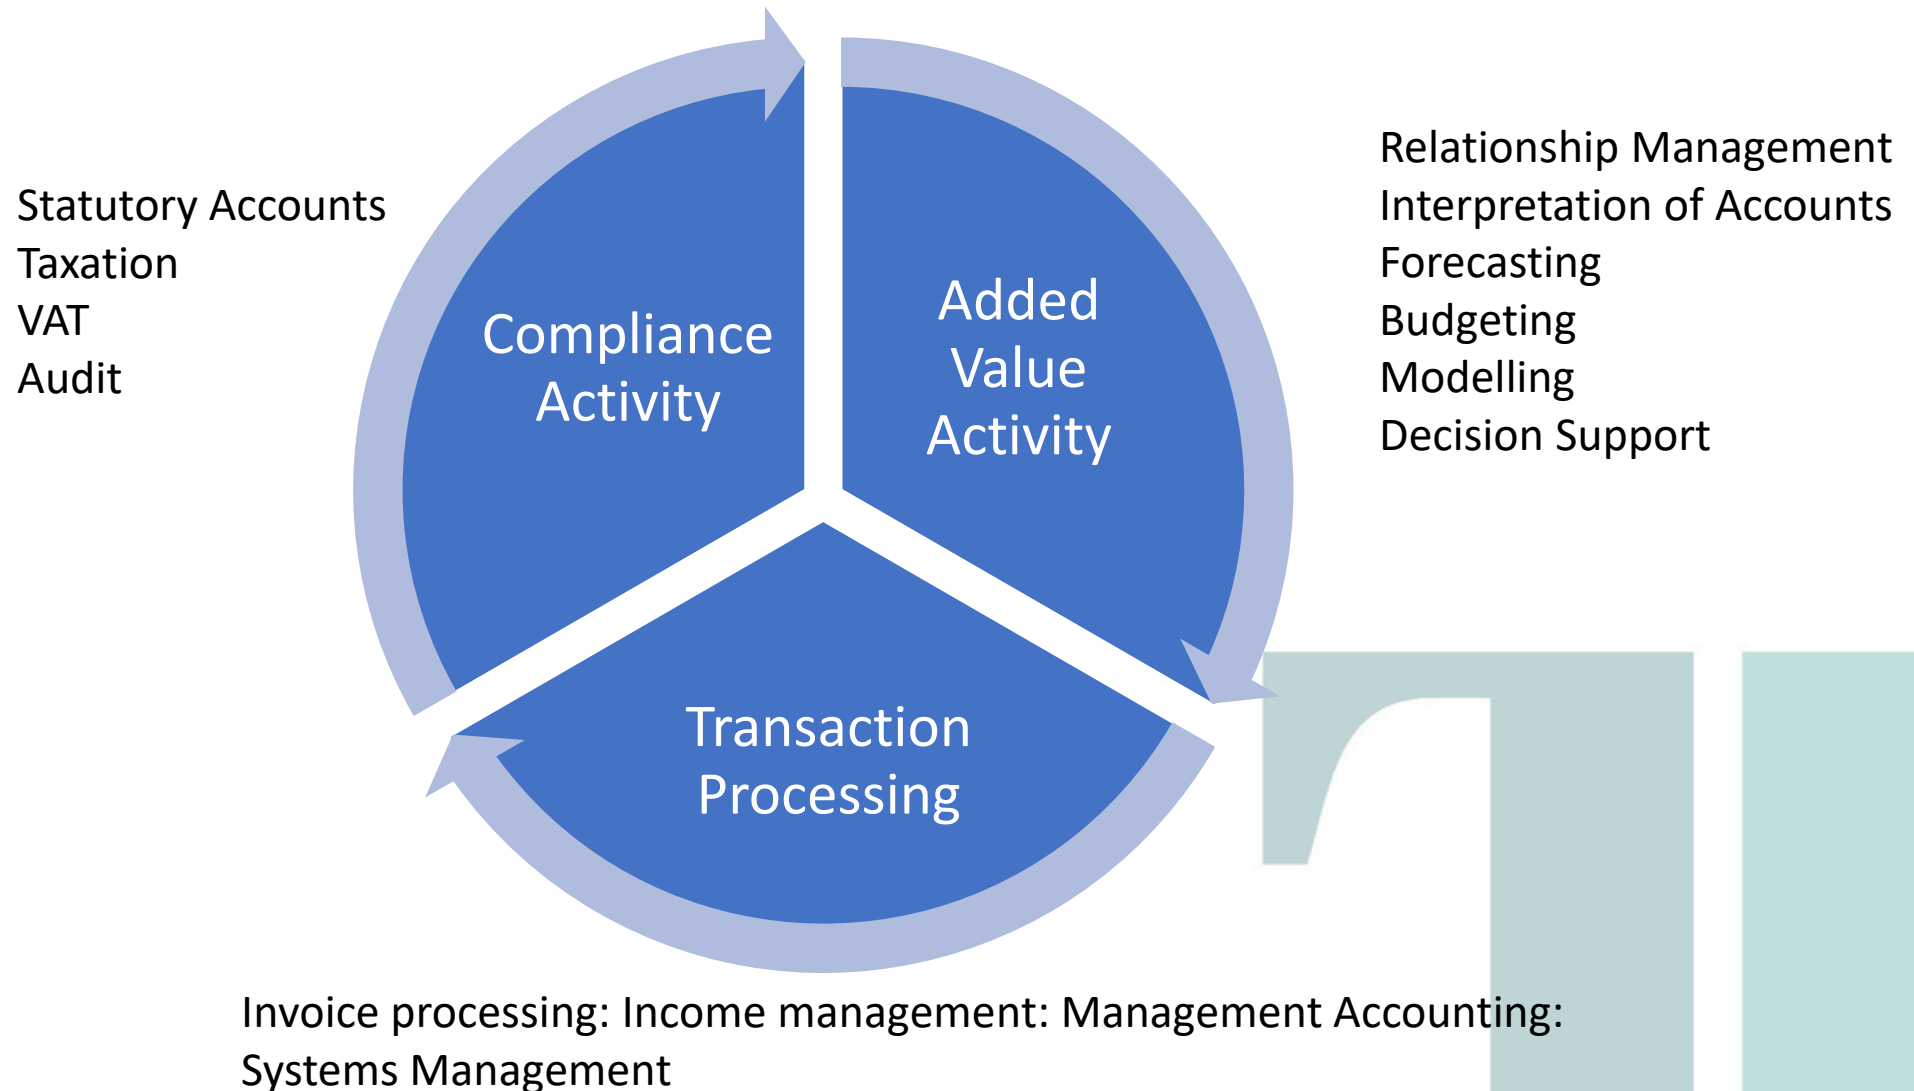 Statutory Accounts
Taxation
VAT
Audit
Compliance
Activity
Added
Value
Activity
Relationship Management
Interpretation of Accounts
Forecasting
Budgeting
Modelling
Decision Support
Transaction
Processing
Invoice processing: Income management: Management Accounting:
Systems Management